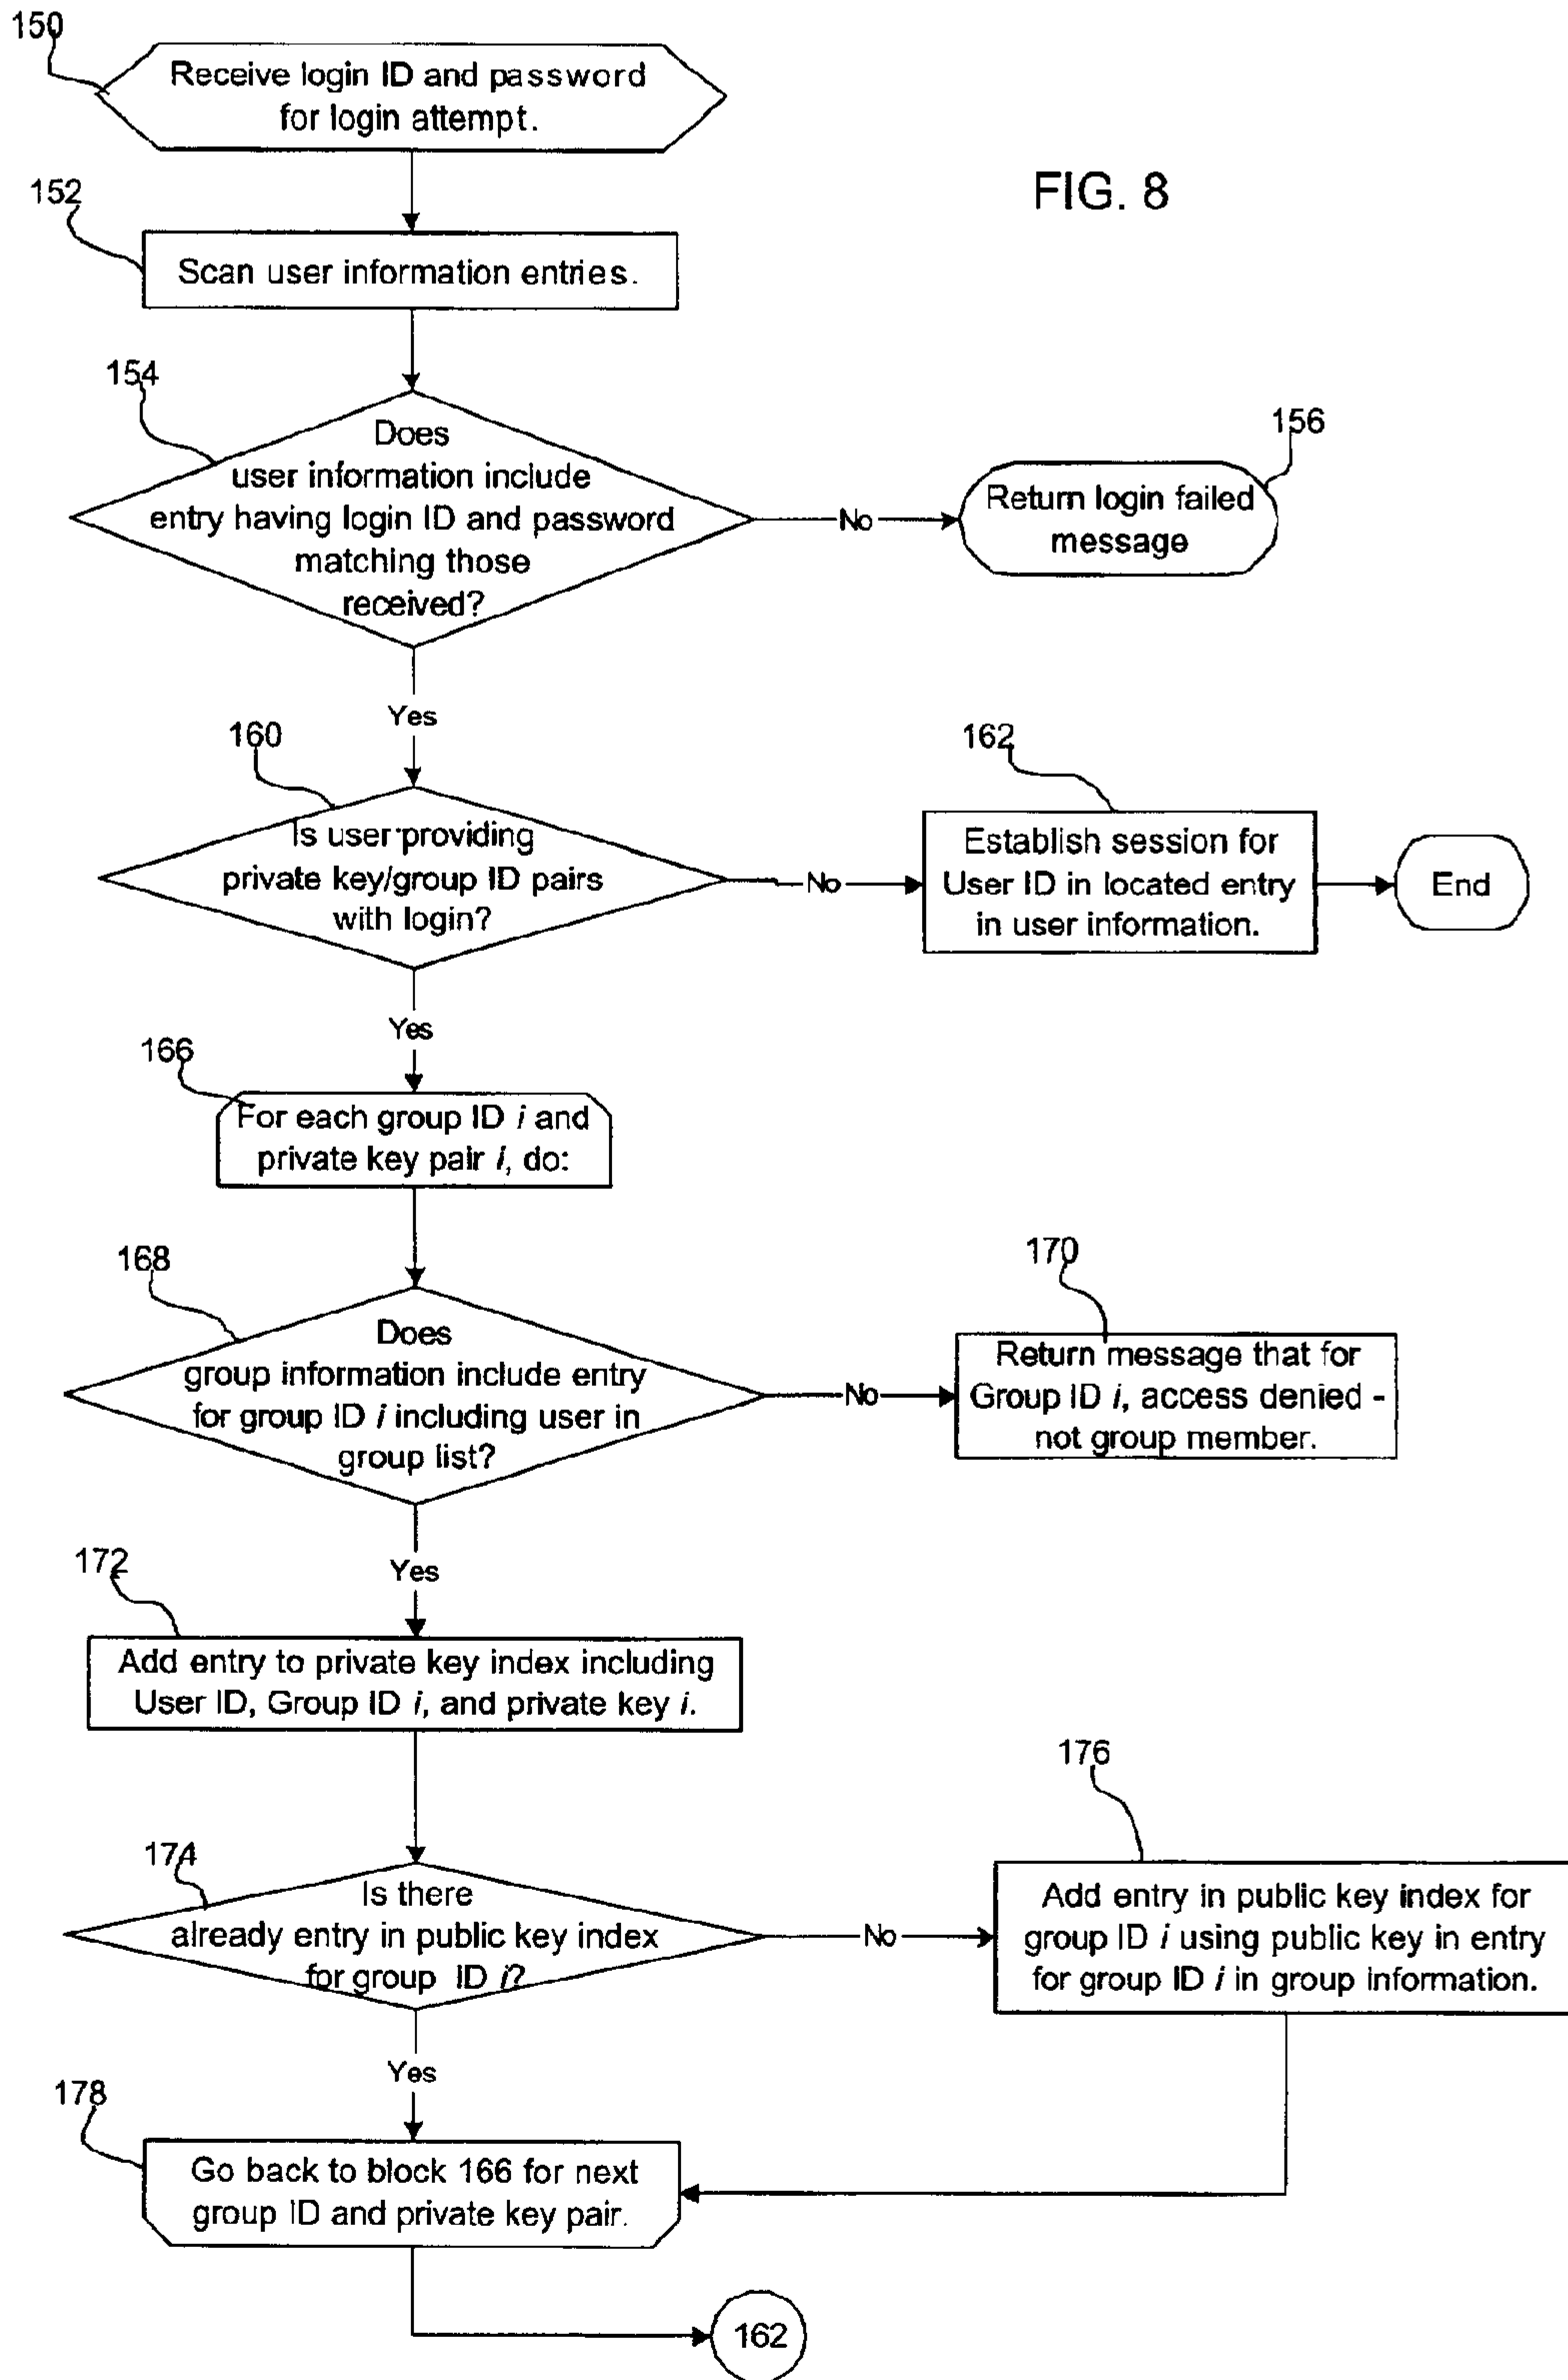 150
Receive login ID and password
for login attempt.
FIG. 8
152
Scan user information entries.
154
Does
user information include
entry having login ID and password
matching those
received?
No
156
Return login failed
message
Yes
160
Is user providing
private key/group ID pairs
with login?
No
162
Establish session for
User ID in located entry
in user information.
End
Yes
166
For each group ID i and
private key pair i, do:
168
Does
group information include entry
for group ID i including user in
group list?
No
170
Return message that for
Group ID i, access denied -
not group member.
Yes
172
Add entry to private key index including
User ID, Group ID i, and private key i.
174
Is there
already entry in public key index
for group ID i?
No
176
Add entry in public key index for
group ID i using public key in entry
for group ID i in group information.
Yes
178
Go back to block 166 for next
group ID and private key pair.
162